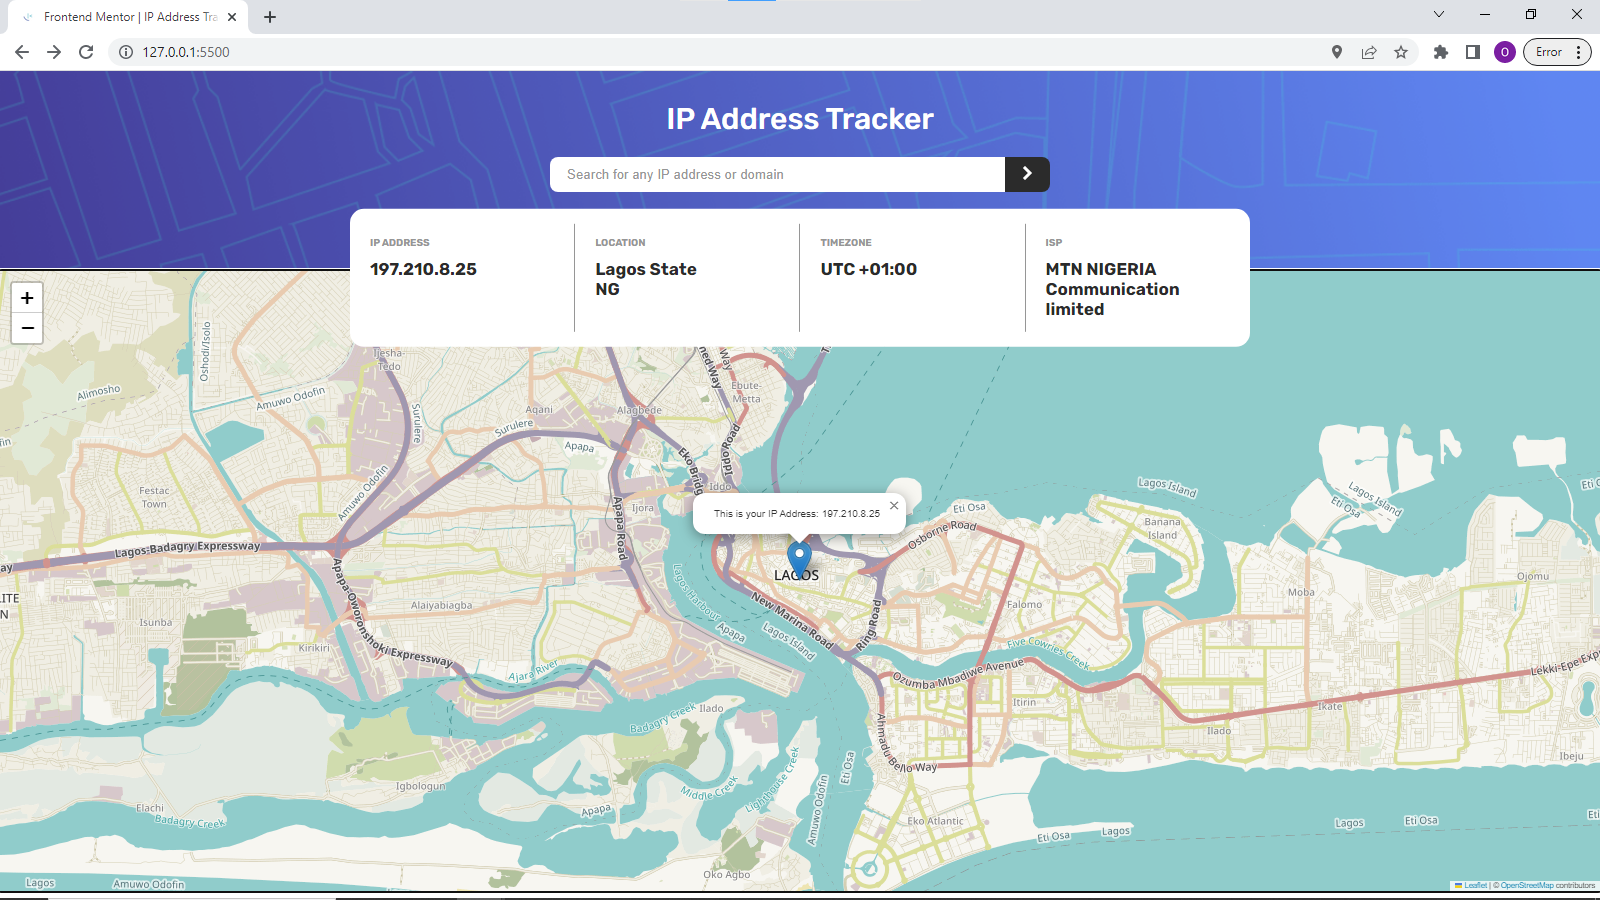 Frontend Mentor | IP Address Tra
127.0.0.1:5500
O
Error
IP Address Tracker
Search for any IP address or domain
IP ADDRESS
197.210.8.25
LOCATION
Lagos State
NG
TIMEZONE
UTC +01:00
ISP
MTN NIGERIA
Communication
limited
+
−
Oshodi/Isolo
Ijesha-
Tedo
Alimosho
Amuwo Odofin
Surulere
Surulere
Agani
Alagbede
Apapa
Way
Ebute-
Metta
Road
Eko Bridg
Iddo
Ijora
Apapa Road
Festac
Town
Amuwo Odofin
Lagos-Badagry Expressway
ay
This is your IP Address: 197.210.8.25
×
LAGOS
Eti Osa
Osborne Road
Lagos Island
Lagos Island
Eti Osa
Banana
Island
Ojomu
Moba
Falomo
Ring Road
New Marina Road
Lagos Island
Lagos Harbour
Apapa
Five Cowries Creek
Ozumba Mbadiwe Avenue
Lekki-Epe Exp
Ikate
Itirin
Ilado
Ibeju
Ahmadu Bello Way
Eti Osa
Amuwo Odofin
LITE
N
Isunba
Alaiyabiagba
Kirikiri
Apapa-Oworonshoki Expressway
Ajara River
Badagry Creek
Ilado
Igbologun
Middle Creek
Lighthouse Creek
Elachi
Badagry Creek
Apapa
Oko Agbo
Eko Atlantic
Eti Osa
Lagos
Lagos
Eti Osa
Lagos
Amuwo Odofin
Leaflet | © OpenStreetMap contributors